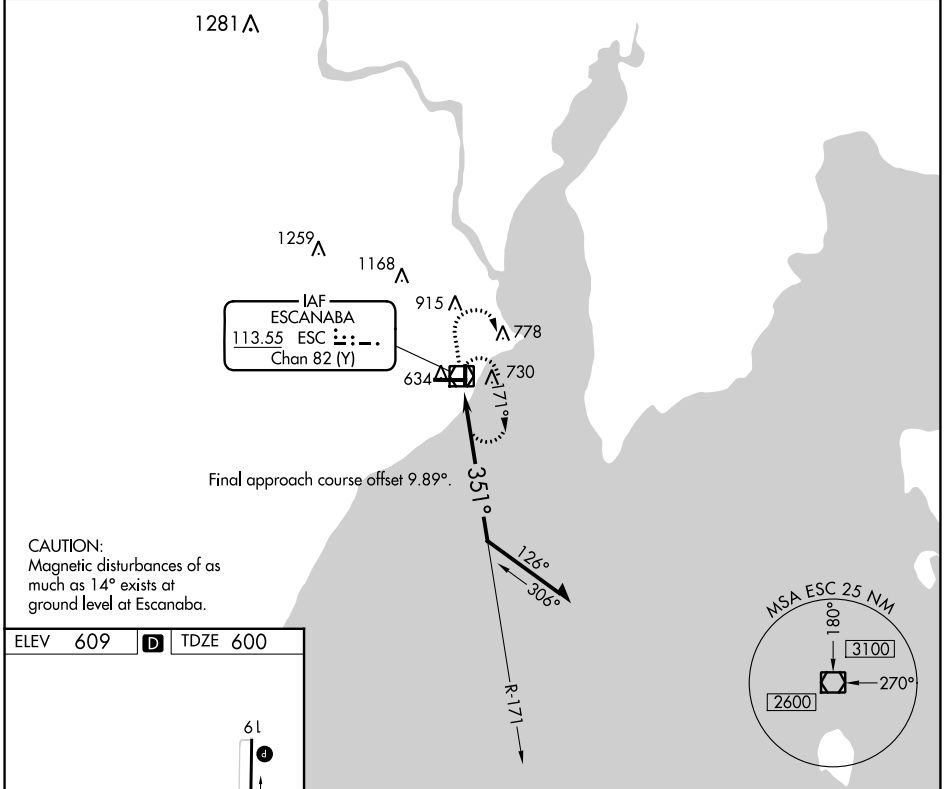 1281
1259
1168
IAF
ESCANABA
113.55 ESC
Chan 82 (Y)
915
778
634
730
171°
Final approach course offset 9.89°.
351°
CAUTION:
Magnetic disturbances of as
much as 14° exists at
ground level at Escanaba.
126°
306°
R-171
MSA ESC 25 NM
180°
3100
270°
2600
ELEV 609 D TDZE 600
19
P